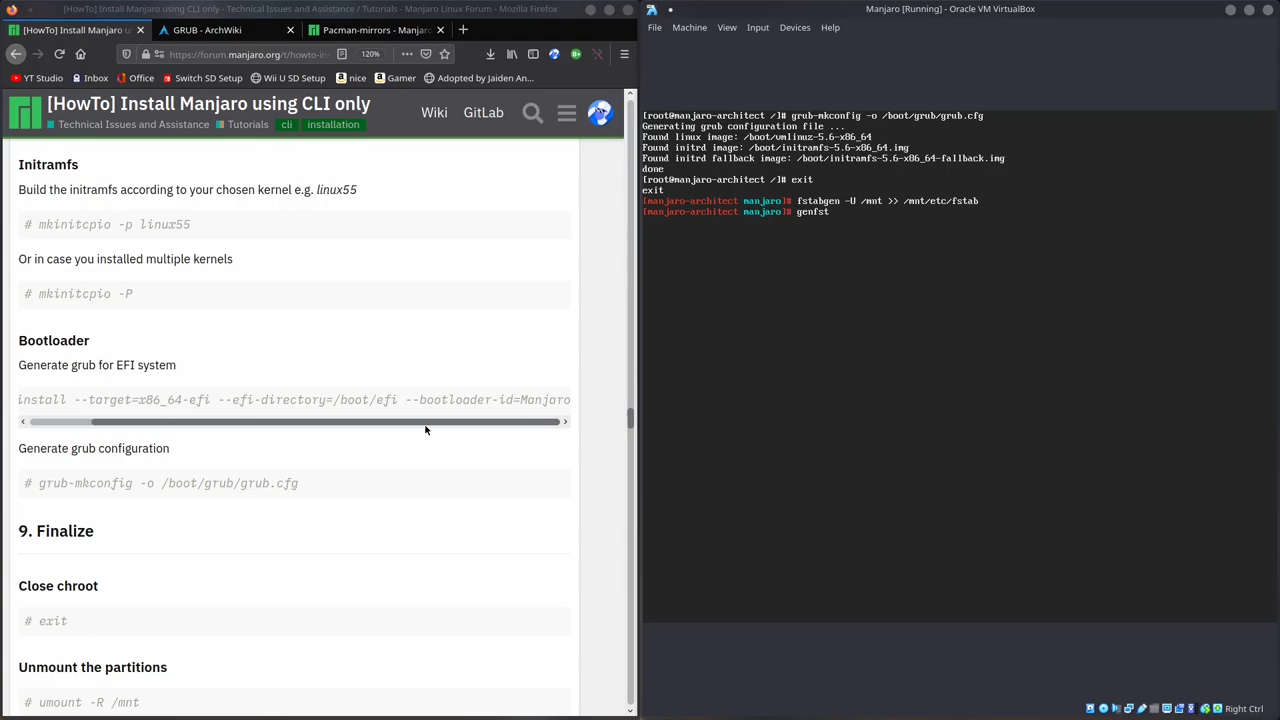 [HowTo] Install Manjaro using CLI only - Technical Issues and Assistance / Tutorials - Manjaro Linux Forum - Mozilla Firefox
[HowTo] Install Manjaro u
GRUB - ArchWiki
Pacman-mirrors - Manjaro
https://forum.manjaro.org/t/howto-in
120%
YT Studio
Inbox
Office
Switch SD Setup
Wii U SD Setup
nice
Gamer
Adopted by Jaiden An...
[HowTo] Install Manjaro using CLI only
Technical Issues and Assistance
Tutorials
cli
installation
Wiki
GitLab
Initramfs
Build the initramfs according to your chosen kernel e.g. linux55
# mkinitcpio -p linux55
Or in case you installed multiple kernels
# mkinitcpio -P
Bootloader
Generate grub for EFI system
install --target=x86_64-efi --efi-directory=/boot/efi --bootloader-id=Manjaro
Generate grub configuration
# grub-mkconfig -o /boot/grub/grub.cfg
9. Finalize
Close chroot
# exit
Unmount the partitions
# umount -R /mnt
Manjaro [Running] - Oracle VM VirtualBox
File Machine View Input Devices Help
[root@manjaro-architect /]# grub-mkconfig -o /boot/grub/grub.cfg
Generating grub configuration file ...
Found linux image: /boot/vmlinuz-5.6-x86_64
Found initrd image: /boot/initramfs-5.6-x86_64.img
Found initrd fallback image: /boot/initramfs-5.6-x86_64-fallback.img
done
[root@manjaro-architect /]# exit
exit
[manjaro-architect manjaro]# fstabgen -U /mnt >> /mnt/etc/fstab
[manjaro-architect manjaro]# genfst
Right Ctrl